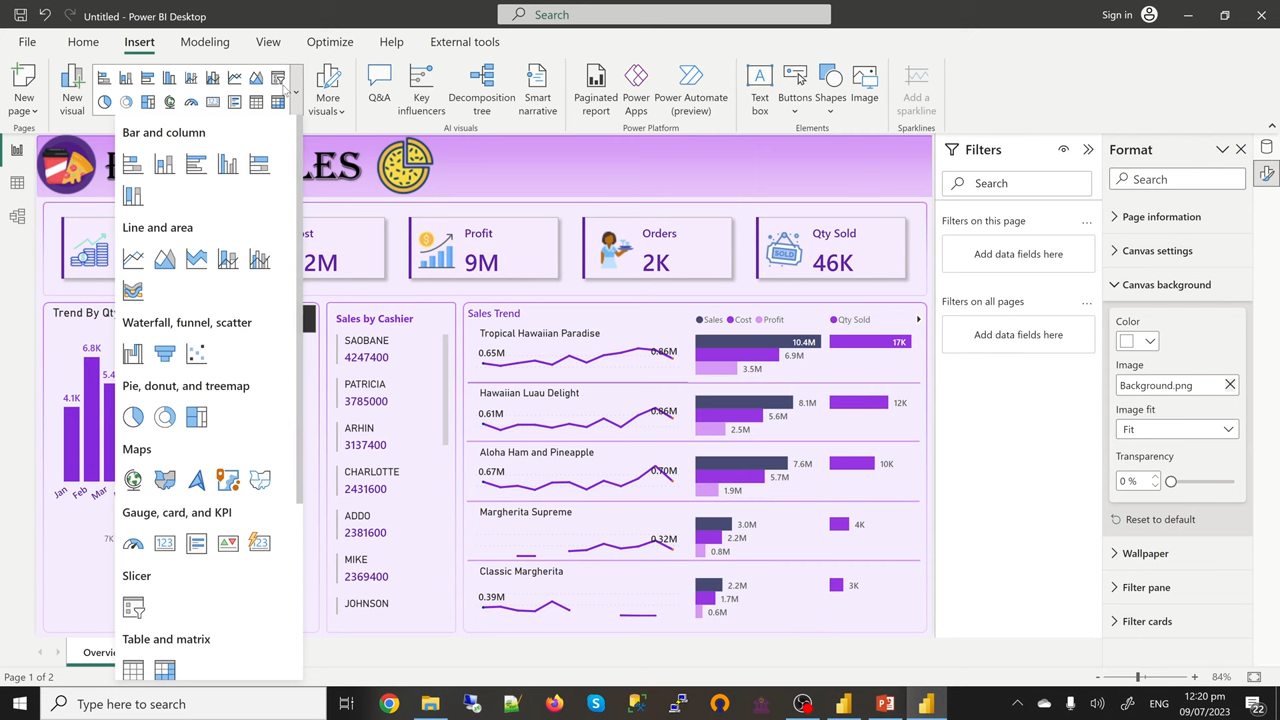 Untitled - Power BI Desktop
Search
Sign in
File
Home
Insert
Modeling
View
Optimize
Help
External tools
New page
New visual
More visuals
Q&A
Key influencers
Decomposition tree
Smart narrative
Paginated report
Power Apps
Power Automate (preview)
Text box
Buttons
Shapes
Image
Add a sparkline
Pages
AI visuals
Power Platform
Elements
Sparklines
Bar and column
Line and area
Waterfall, funnel, scatter
Pie, donut, and treemap
Maps
Gauge, card, and KPI
Slicer
Table and matrix
LES
2M
Profit
9M
Orders
2K
SOLD
Qty Sold
46K
Trend By
4.1K
6.8K
Jan
Feb
Mar
Sales by Cashier
SAOBANE
4247400
PATRICIA
3785000
ARHIN
3137400
CHARLOTTE
2431600
ADDO
2381600
MIKE
2369400
JOHNSON
Sales Trend
Sales Cost Profit
Qty Sold
Tropical Hawaiian Paradise
0.65M
0.86M
10.4M
6.9M
3.5M
17K
Hawaiian Luau Delight
0.61M
0.86M
8.1M
5.6M
2.5M
12K
Aloha Ham and Pineapple
0.67M
0.70M
7.6M
5.7M
1.9M
10K
Margherita Supreme
0.32M
3.0M
2.2M
0.8M
4K
Classic Margherita
0.39M
2.2M
1.7M
0.6M
3K
Filters
Search
Filters on this page
Add data fields here
Filters on all pages
Add data fields here
Format
Search
Page information
Canvas settings
Canvas background
Color
Image
Background.png
Image fit
Fit
Transparency
0 %
Reset to default
Wallpaper
Filter pane
Filter cards
Page 1 of 2
84%
Type here to search
12:20 pm
09/07/2023
22